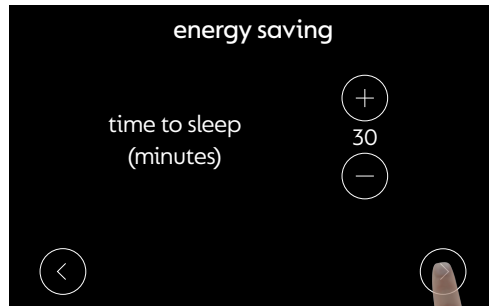 energy saving
time to sleep
(minutes)
+
30
−
<
>